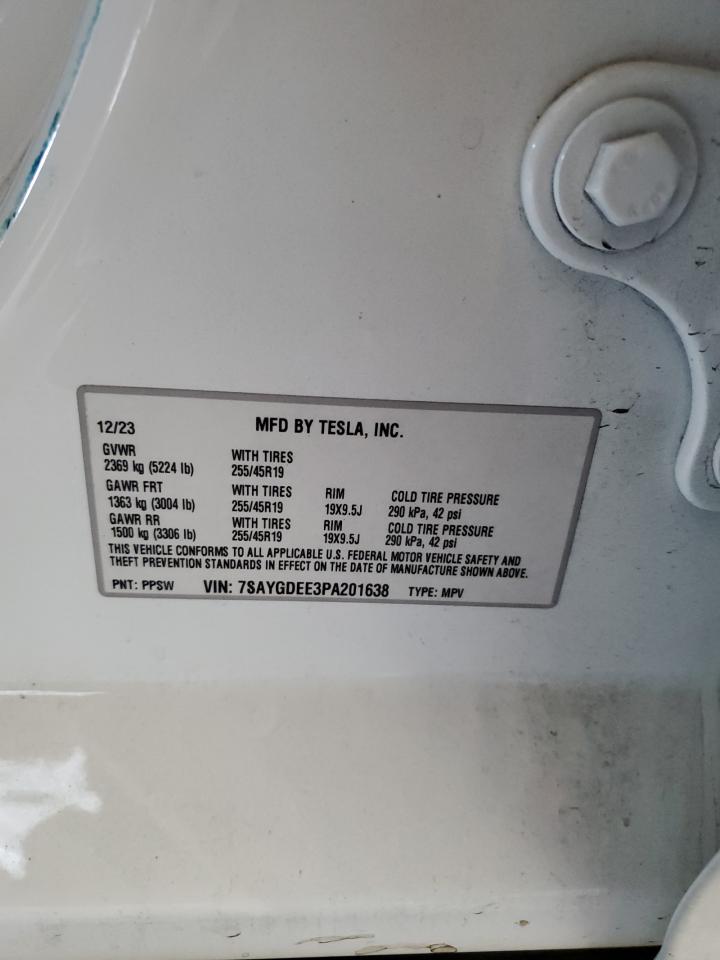 12/23 MFD BY TESLA, INC.
GVWR WITH TIRES
2369 kg (5224 lb) 255/45R19
GAWR FRT WITH TIRES RIM COLD TIRE PRESSURE
1363 kg (3004 lb) 255/45R19 19X9.5J 290 kPa, 42 psi
GAWR RR WITH TIRES RIM COLD TIRE PRESSURE
1500 kg (3306 lb) 255/45R19 19X9.5J 290 kPa, 42 psi
THIS VEHICLE CONFORMS TO ALL APPLICABLE U.S. FEDERAL MOTOR VEHICLE SAFETY AND
THEFT PREVENTION STANDARDS IN EFFECT ON THE DATE OF MANUFACTURE SHOWN ABOVE.
PNT: PPSW VIN: 7SAYGDEE3PA201638 TYPE: MPV